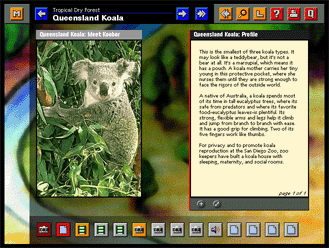 M
Tropical Dry Forest
Queensland Koala
L
?
Q
Queensland Koala: Meet Koobor
Queensland Koala: Profile
This is the smallest of three koala types. It
may look like a teddybear, but it's not a
bear at all. It's a marsupial, which means it
has a pouch. A koala mother carries her tiny
young in this protective pocket, where she
nurses them until they are strong enough to
face the rigors of the outside world.
A native of Australia, a koala spends most
of its time in tall eucalyptus trees, where its
safe from predators and where its favorite
food-eucalyptus leaves-is plentiful. Its
strong, flexible arms and legs help it climb
and jump from branch to branch with ease.
It has a good grip for climbing. Two of its
five fingers work like thumbs.
For privacy and to promote koala
reproduction at the San Diego Zoo, zoo
keepers have built a koala house with
sleeping, maternity, and social rooms.
page 1 of 1